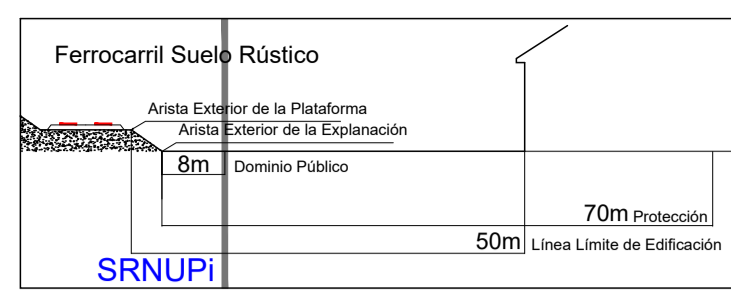 Ferrocarril Suelo Rústico
Arista Exterior de la Plataforma
Arista Exterior de la Explanación
8m Dominio Público
70m Protección
50m Línea Límite de Edificación
SRNUPi